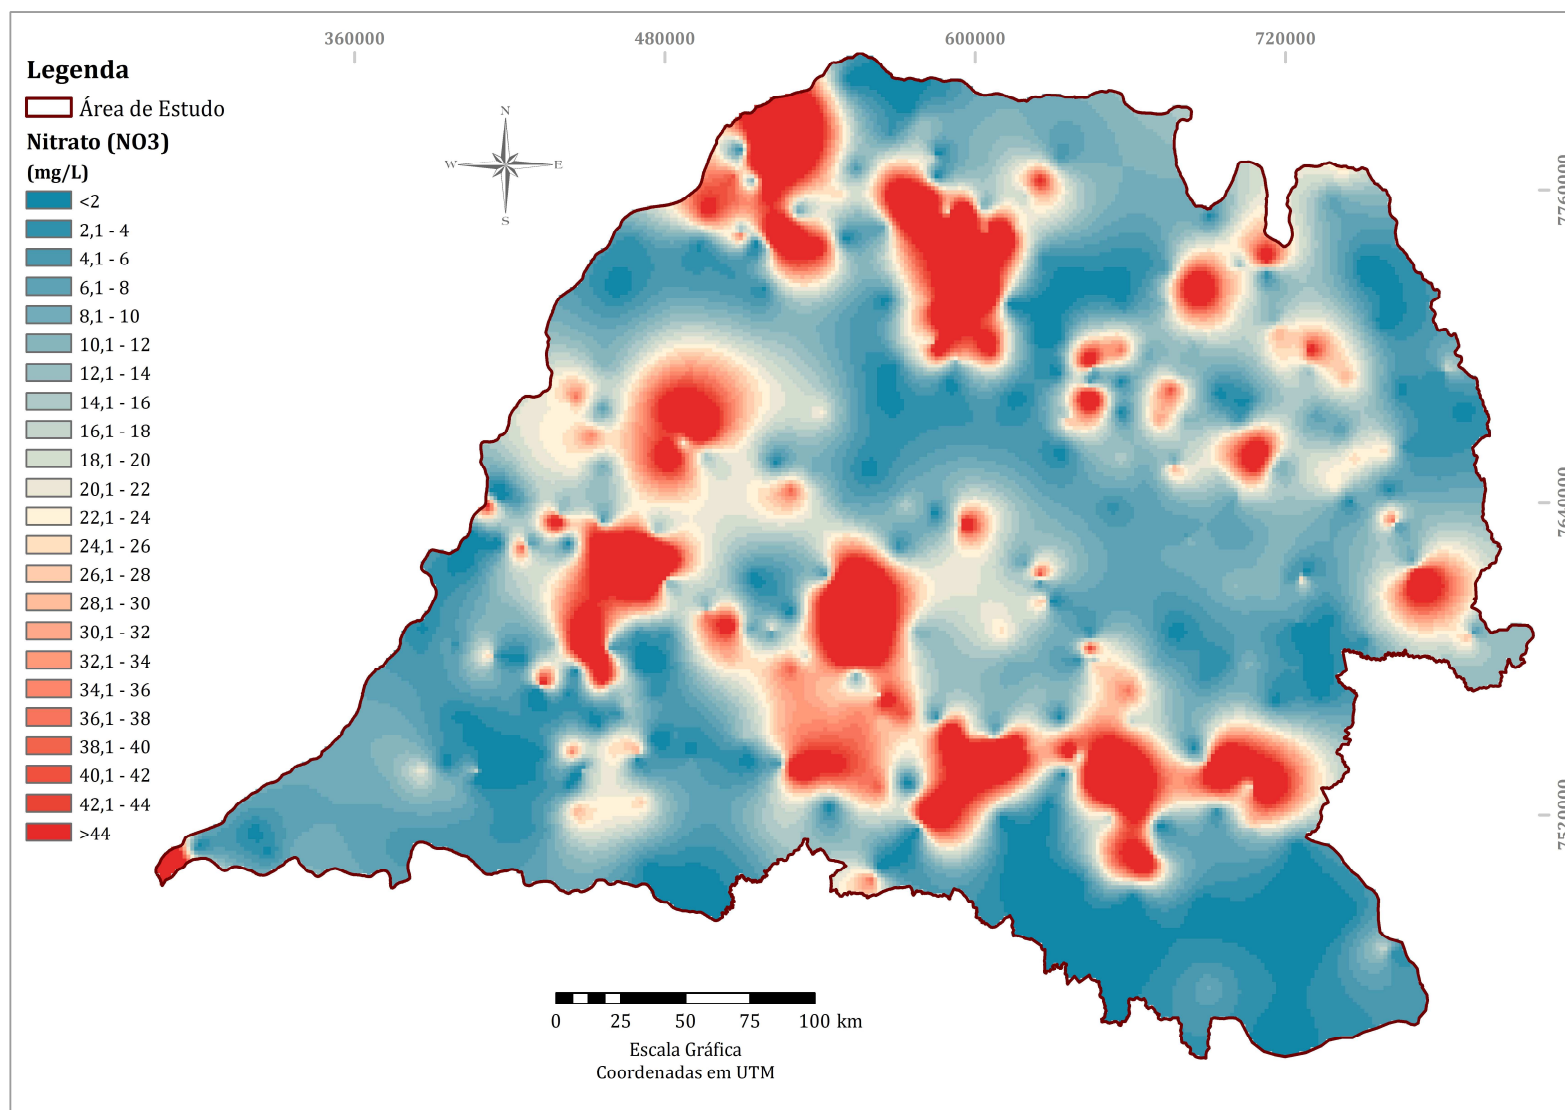 360000 480000 600000 720000
Legenda
Área de Estudo
Nitrato (NO3)
(mg/L)
<2
2,1 - 4
4,1 - 6
6,1 - 8
8,1 - 10
10,1 - 12
12,1 - 14
14,1 - 16
16,1 - 18
18,1 - 20
20,1 - 22
22,1 - 24
24,1 - 26
26,1 - 28
28,1 - 30
30,1 - 32
32,1 - 34
34,1 - 36
36,1 - 38
38,1 - 40
40,1 - 42
42,1 - 44
>44
N
W E
S
7760000
7640000
7520000
0 25 50 75 100 km
Escala Gráfica
Coordenadas em UTM